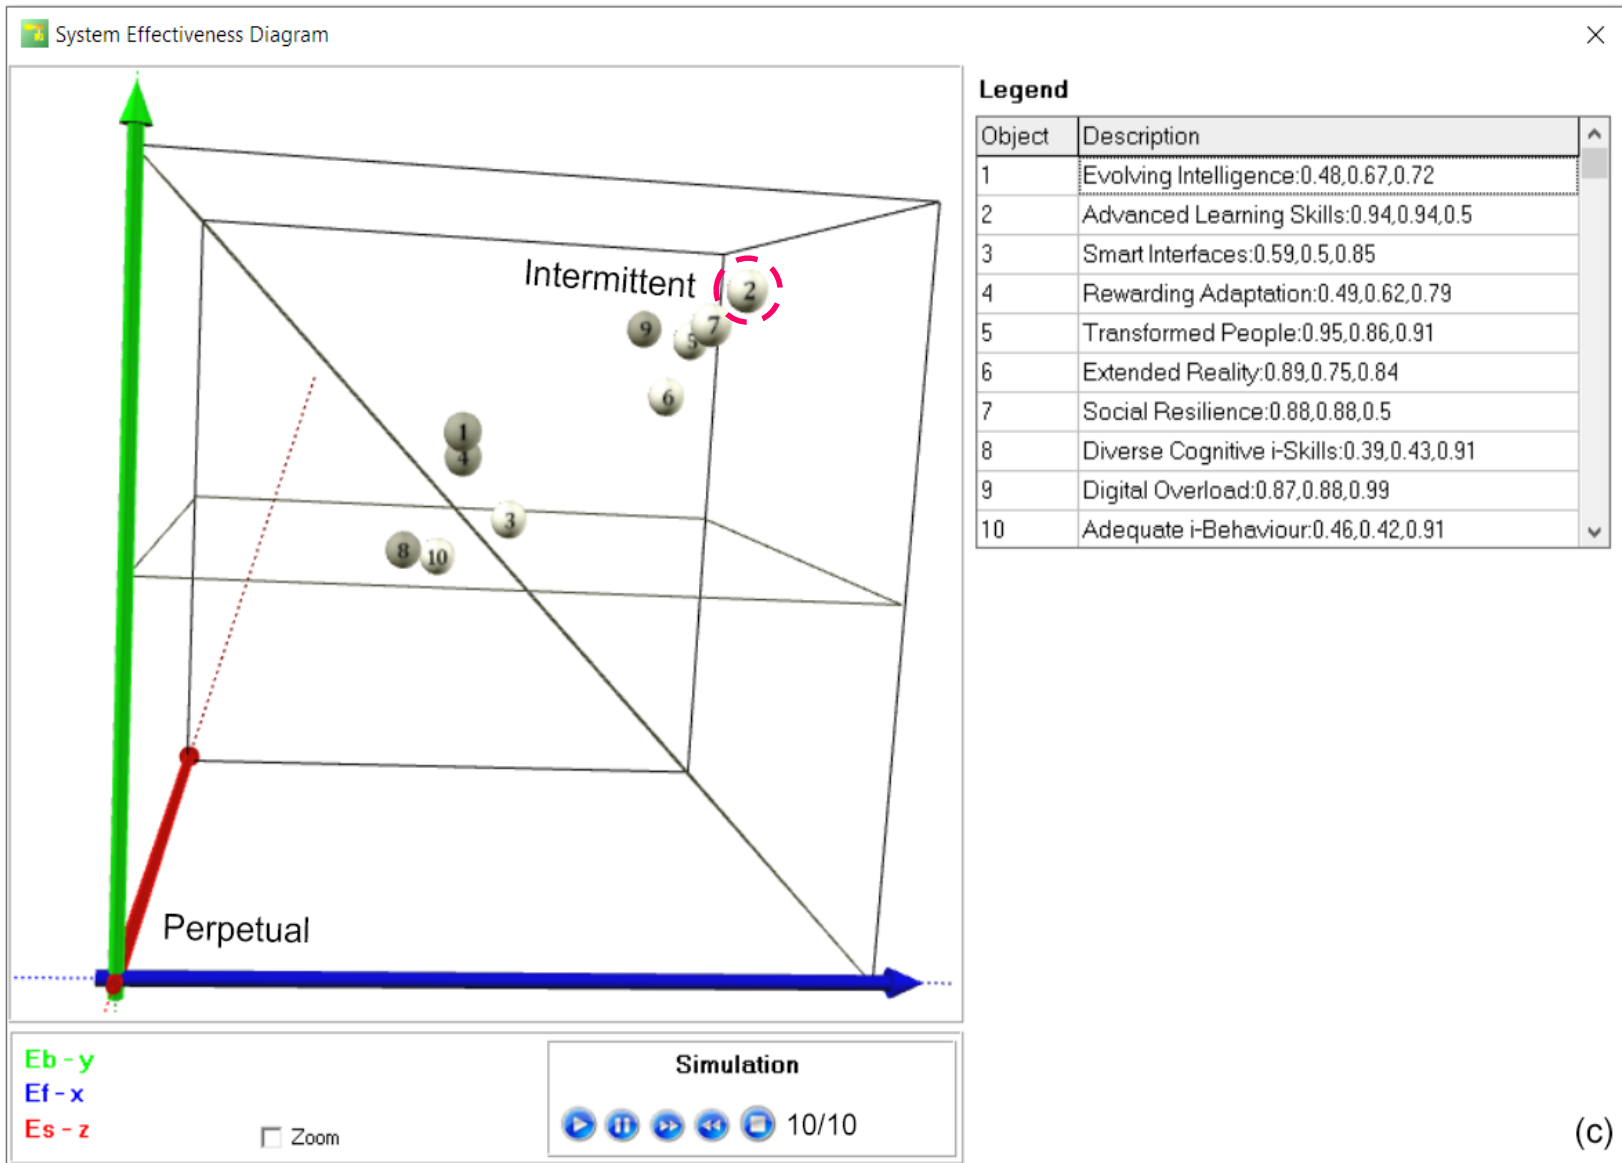 System Effectiveness Diagram
Legend
Object Description
1 Evolving Intelligence:0.48,0.67,0.72
2 Advanced Learning Skills:0.94,0.94,0.5
3 Smart Interfaces:0.59,0.5,0.85
4 Rewarding Adaptation:0.49,0.62,0.79
5 Transformed People:0.95,0.86,0.91
6 Extended Reality:0.89,0.75,0.84
7 Social Resilience:0.88,0.88,0.5
8 Diverse Cognitive i-Skills:0.39,0.43,0.91
9 Digital Overload:0.87,0.88,0.99
10 Adequate i-Behaviour:0.46,0.42,0.91
Intermittent
2
7
9
5
6
1
4
3
8
10
Perpetual
Eb - y
Ef - x
Es - z
Zoom
Simulation
10/10
(c)